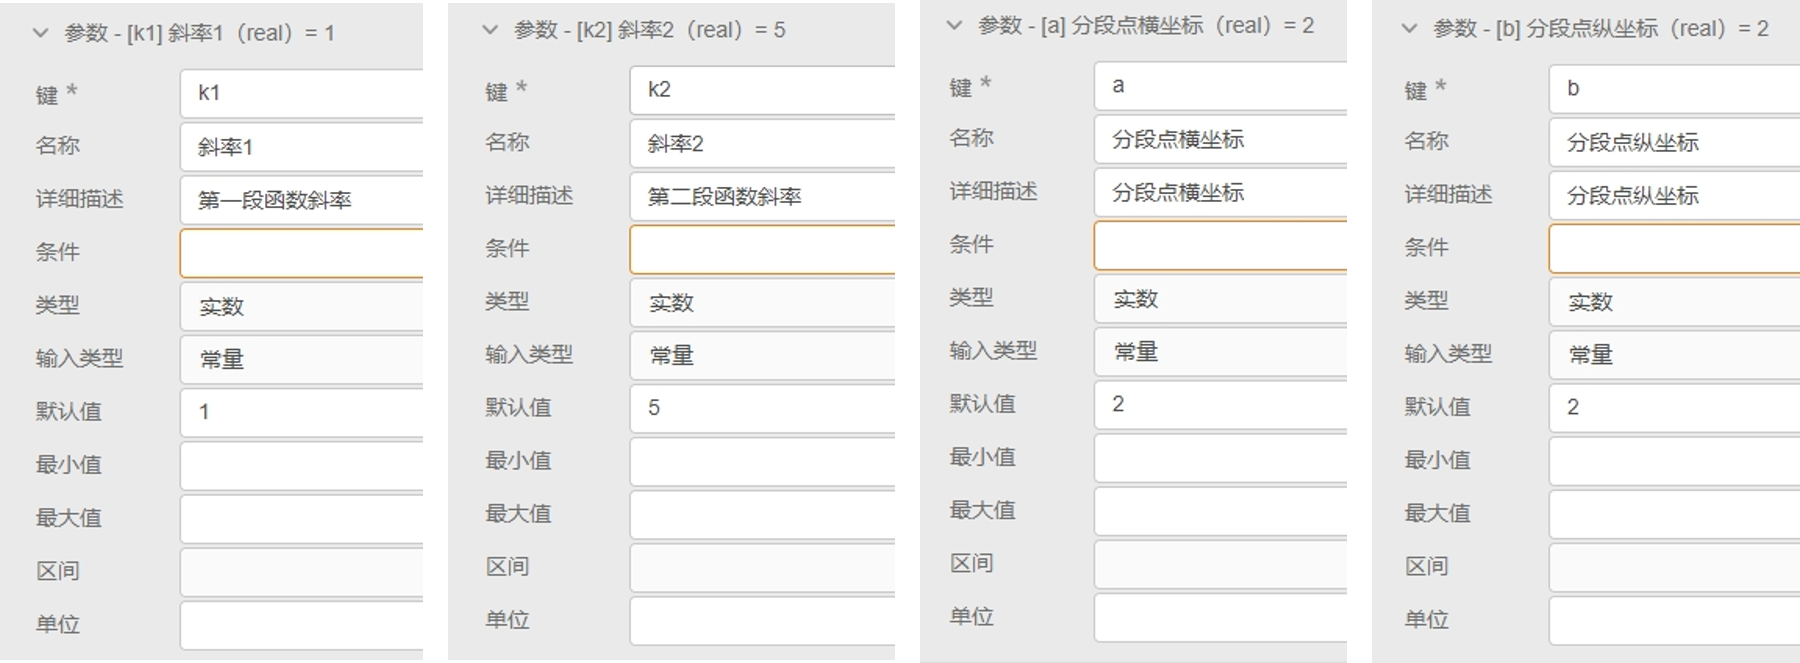 参数 - [k1] 斜率1（real）= 1
键 *
k1
名称
斜率1
详细描述
第一段函数斜率
条件
类型
实数
输入类型
常量
默认值
1
最小值
最大值
区间
单位
参数 - [k2] 斜率2（real）= 5
键 *
k2
名称
斜率2
详细描述
第二段函数斜率
条件
类型
实数
输入类型
常量
默认值
5
最小值
最大值
区间
单位
参数 - [a] 分段点横坐标（real）= 2
键 *
a
名称
分段点横坐标
详细描述
分段点横坐标
条件
类型
实数
输入类型
常量
默认值
2
最小值
最大值
区间
单位
参数 - [b] 分段点纵坐标（real）= 2
键 *
b
名称
分段点纵坐标
详细描述
分段点纵坐标
条件
类型
实数
输入类型
常量
默认值
2
最小值
最大值
区间
单位